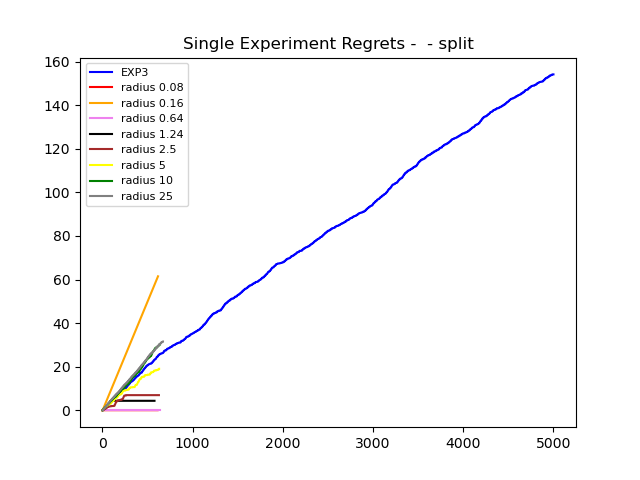 Single Experiment Regrets -  - split
160
140
120
100
80
60
40
20
0
EXP3
radius 0.08
radius 0.16
radius 0.64
radius 1.24
radius 2.5
radius 5
radius 10
radius 25
0 1000 2000 3000 4000 5000